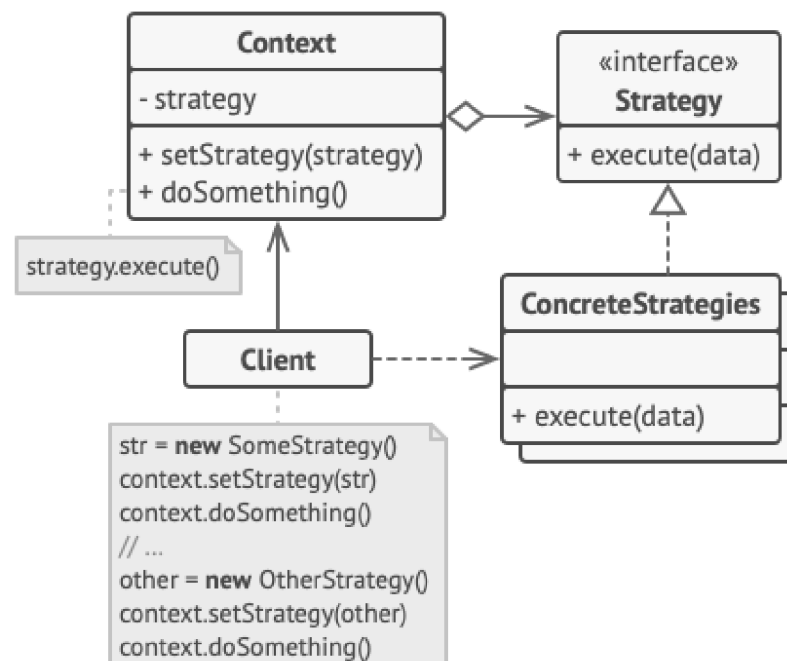 Context
- strategy
+ setStrategy(strategy)
+ doSomething()
«interface»
Strategy
+ execute(data)
strategy.execute()
ConcreteStrategies
+ execute(data)
Client
str = new SomeStrategy()
context.setStrategy(str)
context.doSomething()
// ...
other = new OtherStrategy()
context.setStrategy(other)
context.doSomething()